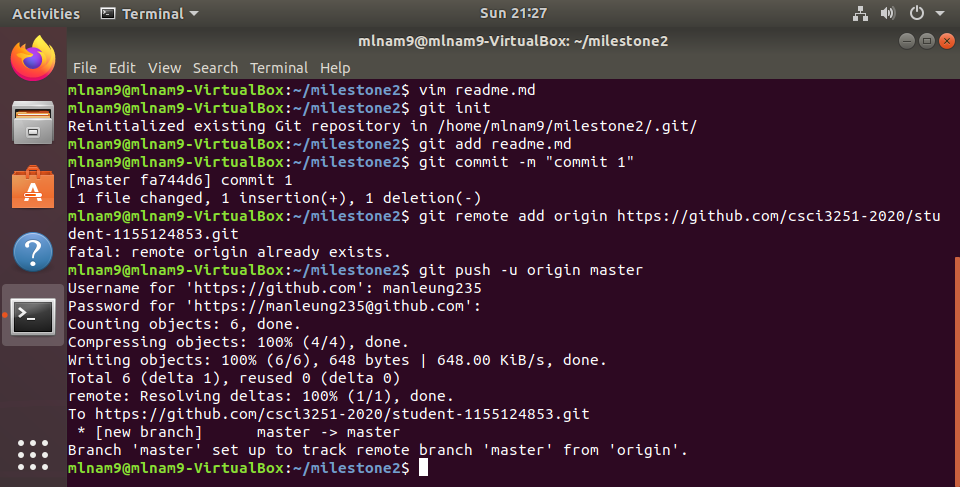 Activities Terminal Sun 21:27
mlnam9@mlnam9-VirtualBox: ~/milestone2
File Edit View Search Terminal Help
mlnam9@mlnam9-VirtualBox:~/milestone2$ vim readme.md
mlnam9@mlnam9-VirtualBox:~/milestone2$ git init
Reinitialized existing Git repository in /home/mlnam9/milestone2/.git/
mlnam9@mlnam9-VirtualBox:~/milestone2$ git add readme.md
mlnam9@mlnam9-VirtualBox:~/milestone2$ git commit -m "commit 1"
[master fa744d6] commit 1
 1 file changed, 1 insertion(+), 1 deletion(-)
mlnam9@mlnam9-VirtualBox:~/milestone2$ git remote add origin https://github.com/csci3251-2020/stu
dent-1155124853.git
fatal: remote origin already exists.
mlnam9@mlnam9-VirtualBox:~/milestone2$ git push -u origin master
Username for 'https://github.com': manleung235
Password for 'https://manleung235@github.com':
Counting objects: 6, done.
Compressing objects: 100% (4/4), done.
Writing objects: 100% (6/6), 648 bytes | 648.00 KiB/s, done.
Total 6 (delta 1), reused 0 (delta 0)
remote: Resolving deltas: 100% (1/1), done.
To https://github.com/csci3251-2020/student-1155124853.git
 * [new branch]      master -> master
Branch 'master' set up to track remote branch 'master' from 'origin'.
mlnam9@mlnam9-VirtualBox:~/milestone2$